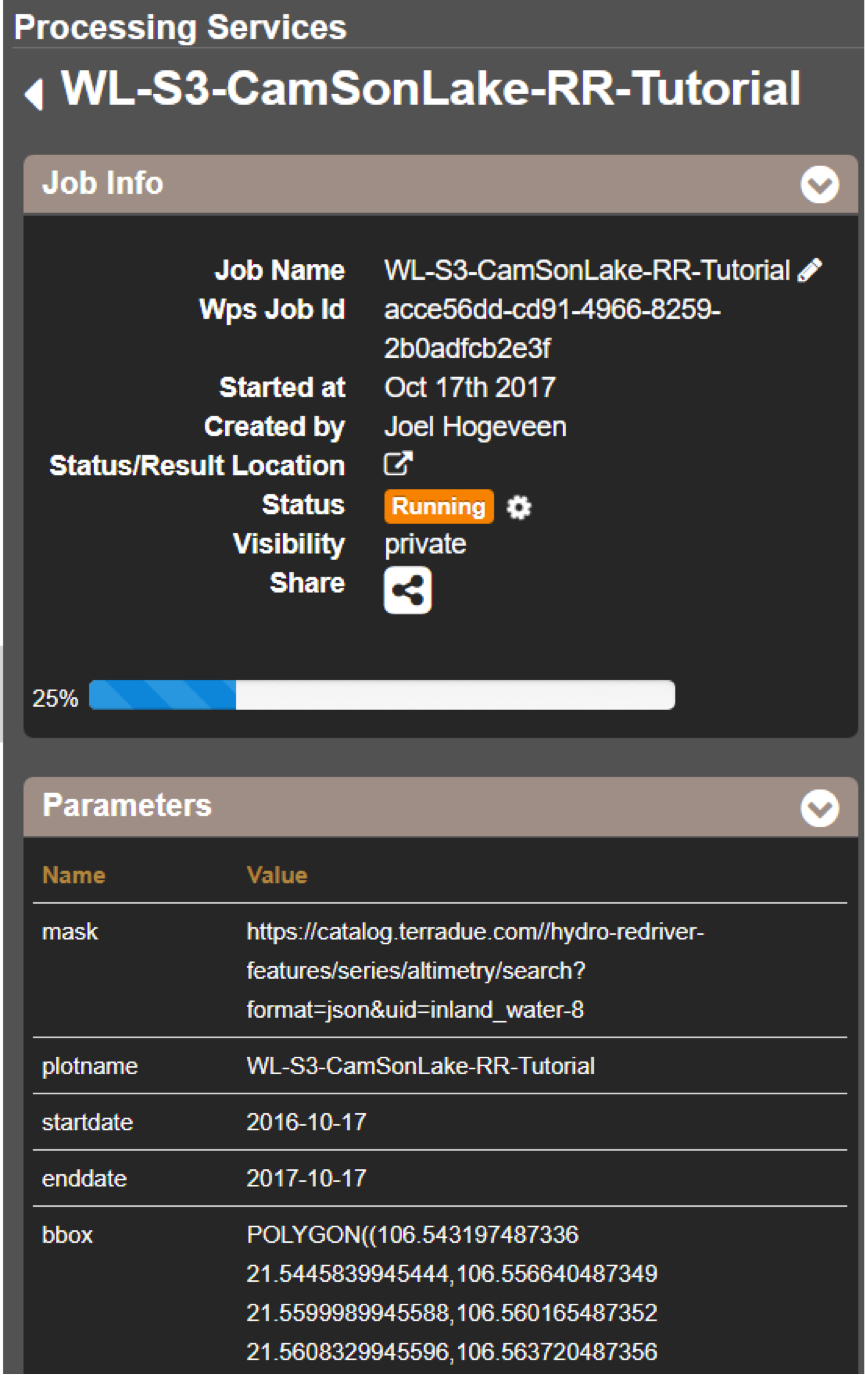 Processing Services
WL-S3-CamSonLake-RR-Tutorial
Job Info
Job Name WL-S3-CamSonLake-RR-Tutorial
Wps Job Id acce56dd-cd91-4966-8259-
2b0adfcb2e3f
Started at Oct 17th 2017
Created by Joel Hogeveen
Status/Result Location
Status Running
Visibility private
Share
25%
Parameters
Name Value
mask https://catalog.terradue.com//hydro-redriver-
features/series/altimetry/search?
format=json&uid=inland_water-8
plotname WL-S3-CamSonLake-RR-Tutorial
startdate 2016-10-17
enddate 2017-10-17
bbox POLYGON((106.543197487336
21.5445839945444,106.556640487349
21.5599989945588,106.560165487352
21.5608329945596,106.563720487356